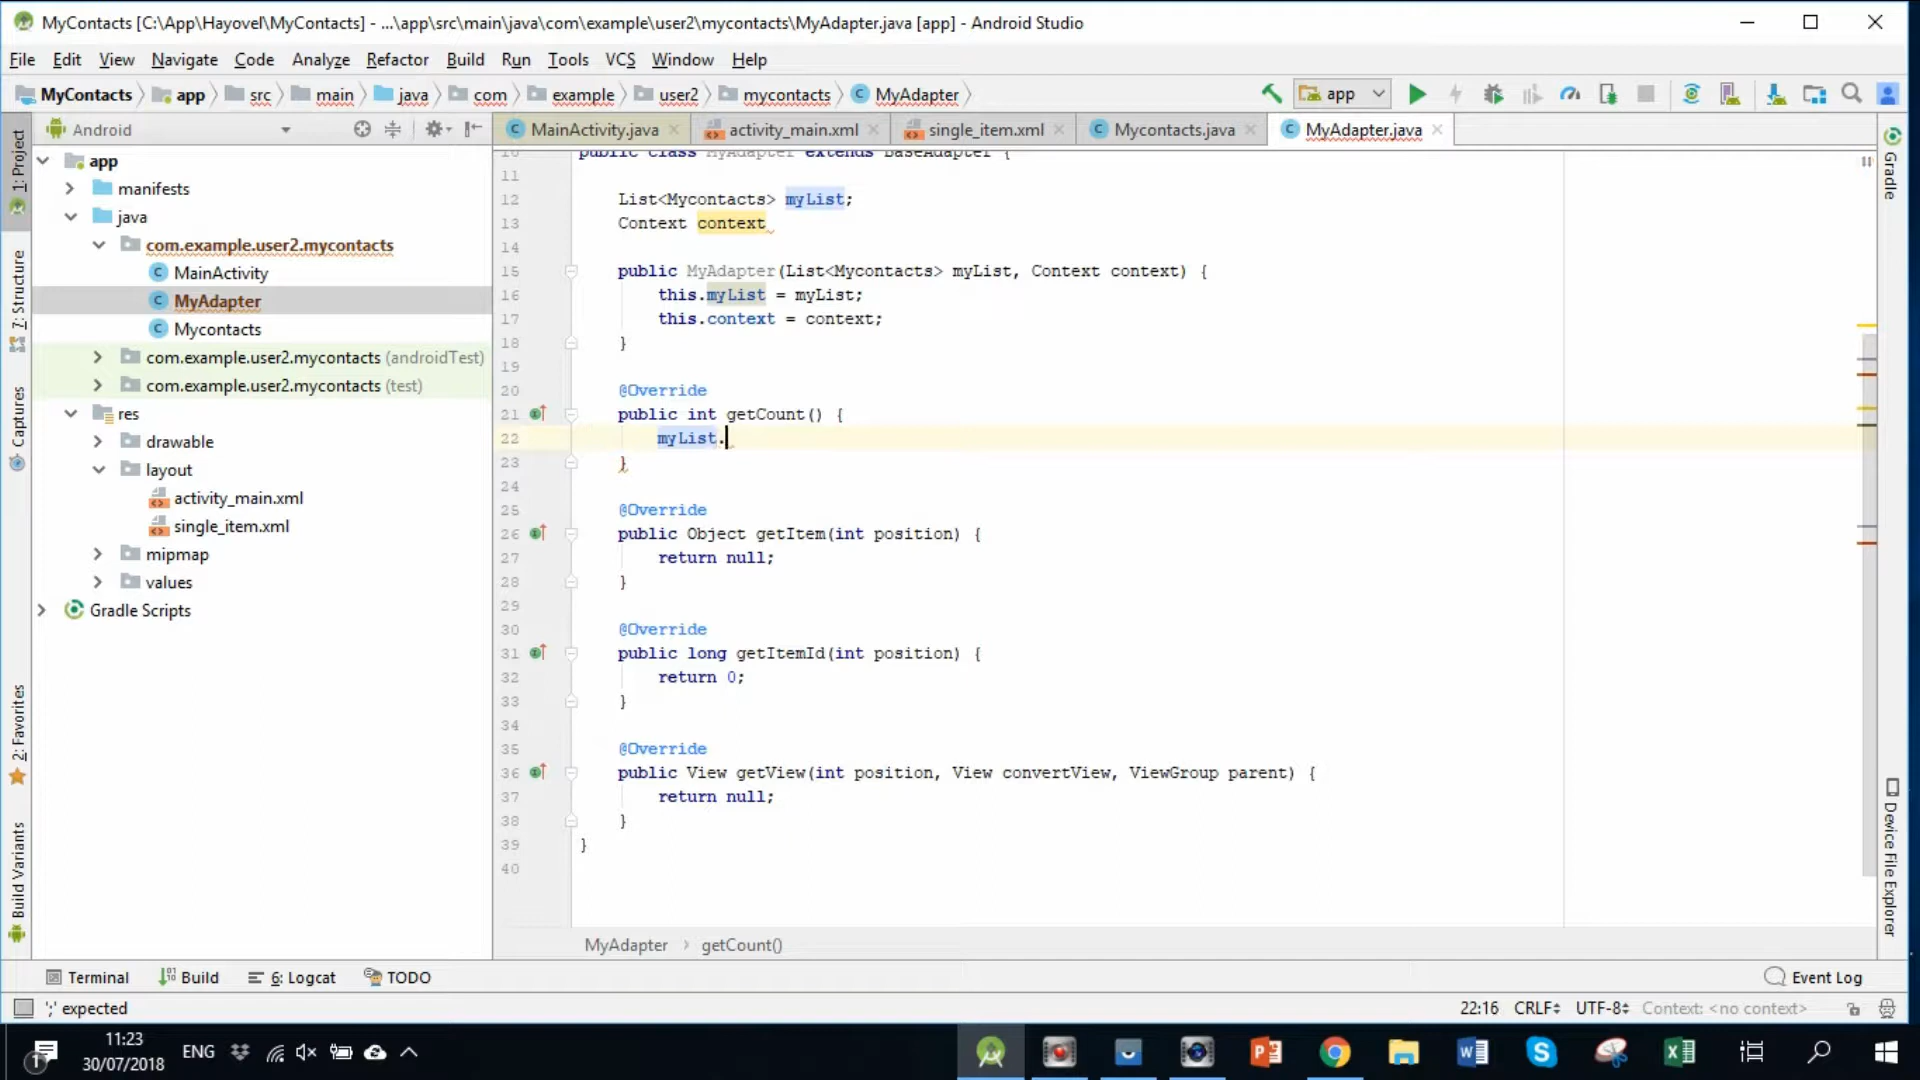 MyContacts [C:\App\Hayovel\MyContacts] - ...\app\src\main\java\com\example\user2\mycontacts\MyAdapter.java [app] - Android Studio
File Edit View Navigate Code Analyze Refactor Build Run Tools VCS Window Help
MyContacts app src main java com example user2 mycontacts MyAdapter app
Android
MainActivity.java activity_main.xml single_item.xml Mycontacts.java MyAdapter.java
1: Project
7: Structure
Captures
2: Favorites
Build Variants
app
manifests
java
com.example.user2.mycontacts
MainActivity
MyAdapter
Mycontacts
com.example.user2.mycontacts (androidTest)
com.example.user2.mycontacts (test)
res
drawable
layout
activity_main.xml
single_item.xml
mipmap
values
Gradle Scripts
10 public class MyAdapter extends BaseAdapter {
11
12 List<Mycontacts> myList;
13 Context context
14
15 public MyAdapter(List<Mycontacts> myList, Context context) {
16 this.myList = myList;
17 this.context = context;
18 }
19
20 @Override
21 public int getCount() {
22 myList.
23 }
24
25 @Override
26 public Object getItem(int position) {
27 return null;
28 }
29
30 @Override
31 public long getItemId(int position) {
32 return 0;
33 }
34
35 @Override
36 public View getView(int position, View convertView, ViewGroup parent) {
37 return null;
38 }
39 }
40
MyAdapter getCount()
Gradle
Device File Explorer
Terminal Build 6: Logcat TODO Event Log
';' expected 22:16 CRLF UTF-8 Context: <no context>
11:23
30/07/2018
ENG
1